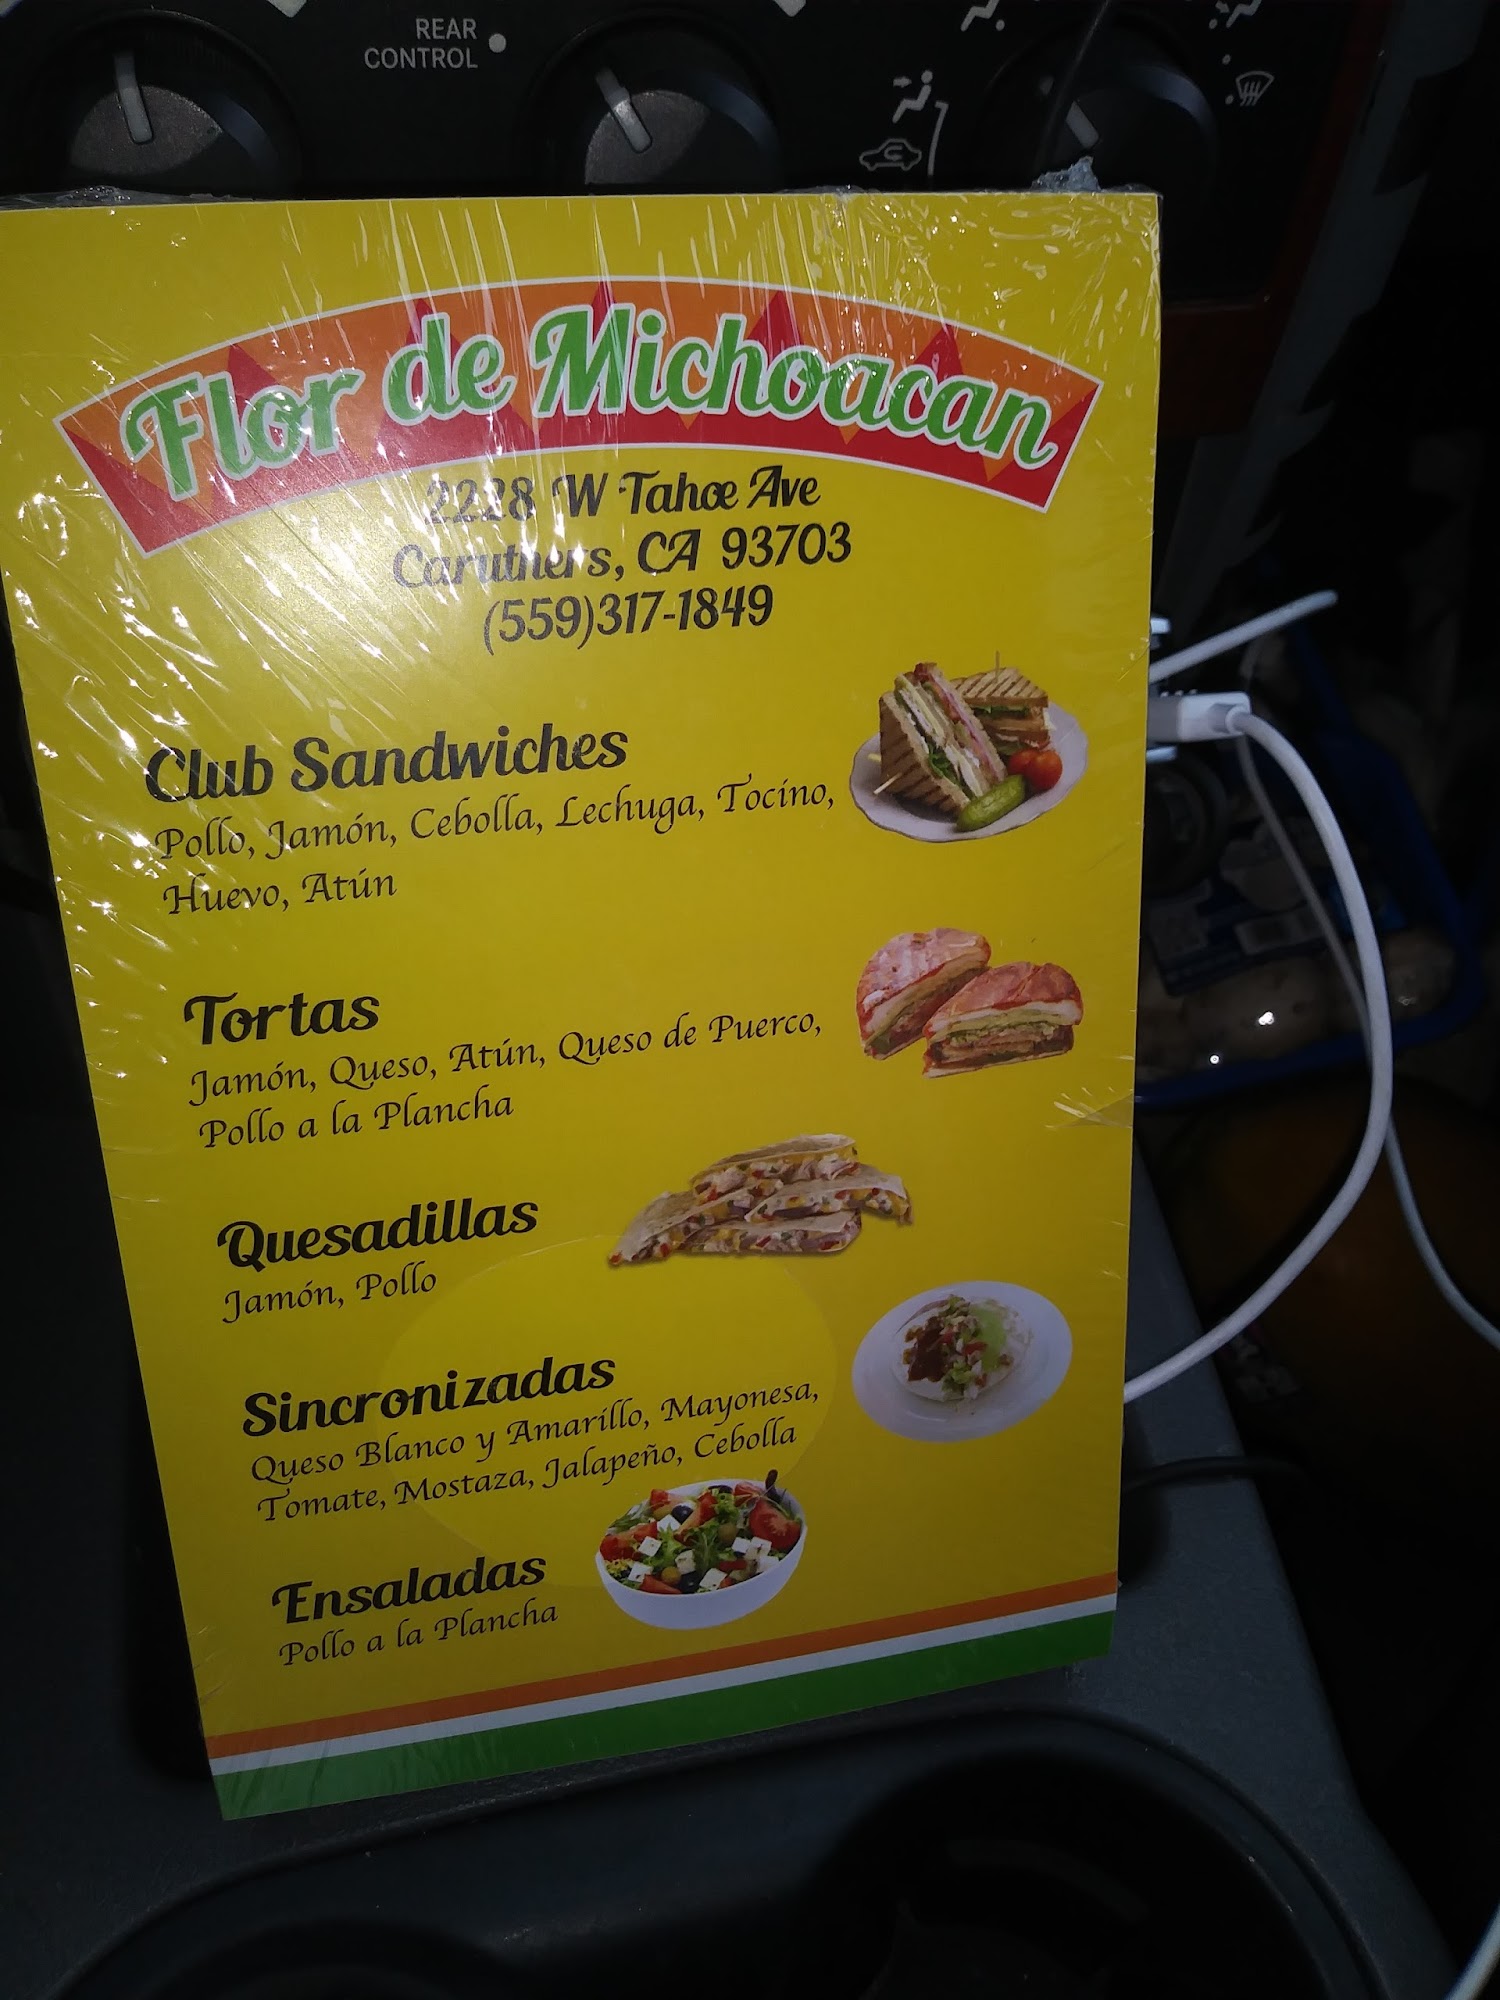 REAR
CONTROL
Flor de Michoacan
2228 W Tahoe Ave
Caruthers, CA 93703
(559)317-1849
Club Sandwiches
Pollo, Jamón, Cebolla, Lechuga, Tocino,
Huevo, Atún
Tortas
Jamón, Queso, Atún, Queso de Puerco,
Pollo a la Plancha
Quesadillas
Jamón, Pollo
Sincronizadas
Queso Blanco y Amarillo, Mayonesa,
Tomate, Mostaza, Jalapeño, Cebolla
Ensaladas
Pollo a la Plancha